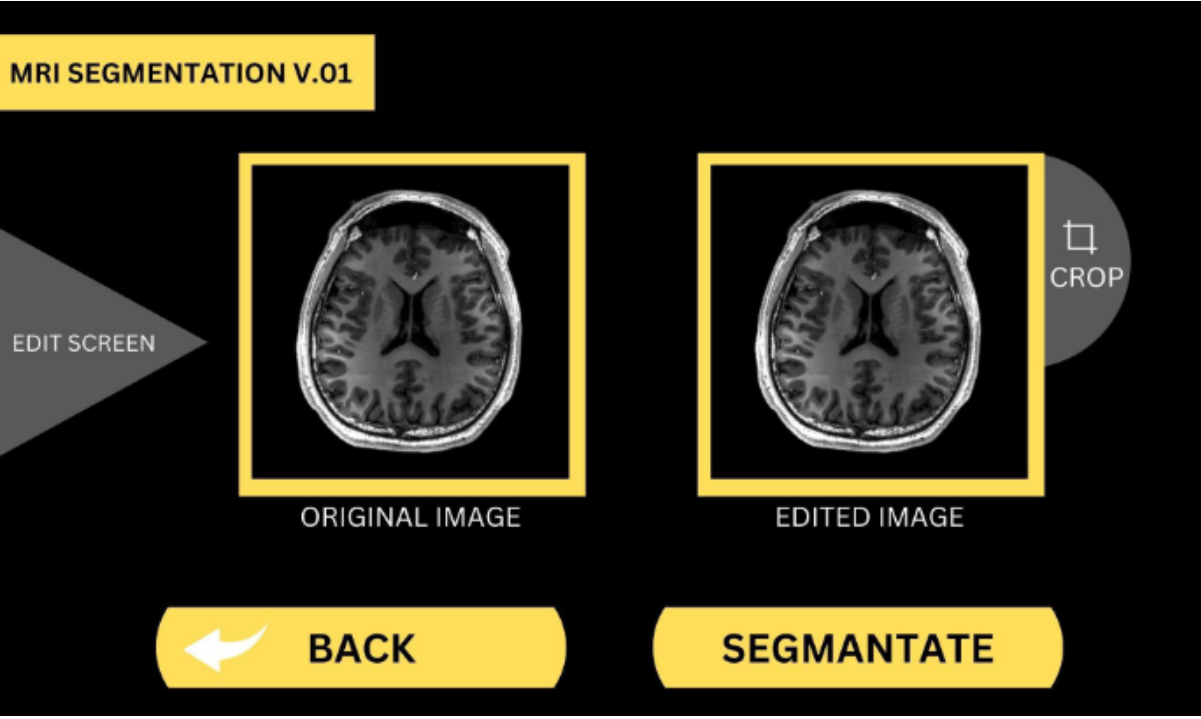 MRI SEGMENTATION V.01
CROP
EDIT SCREEN
ORIGINAL IMAGE
EDITED IMAGE
BACK
SEGMANTATE